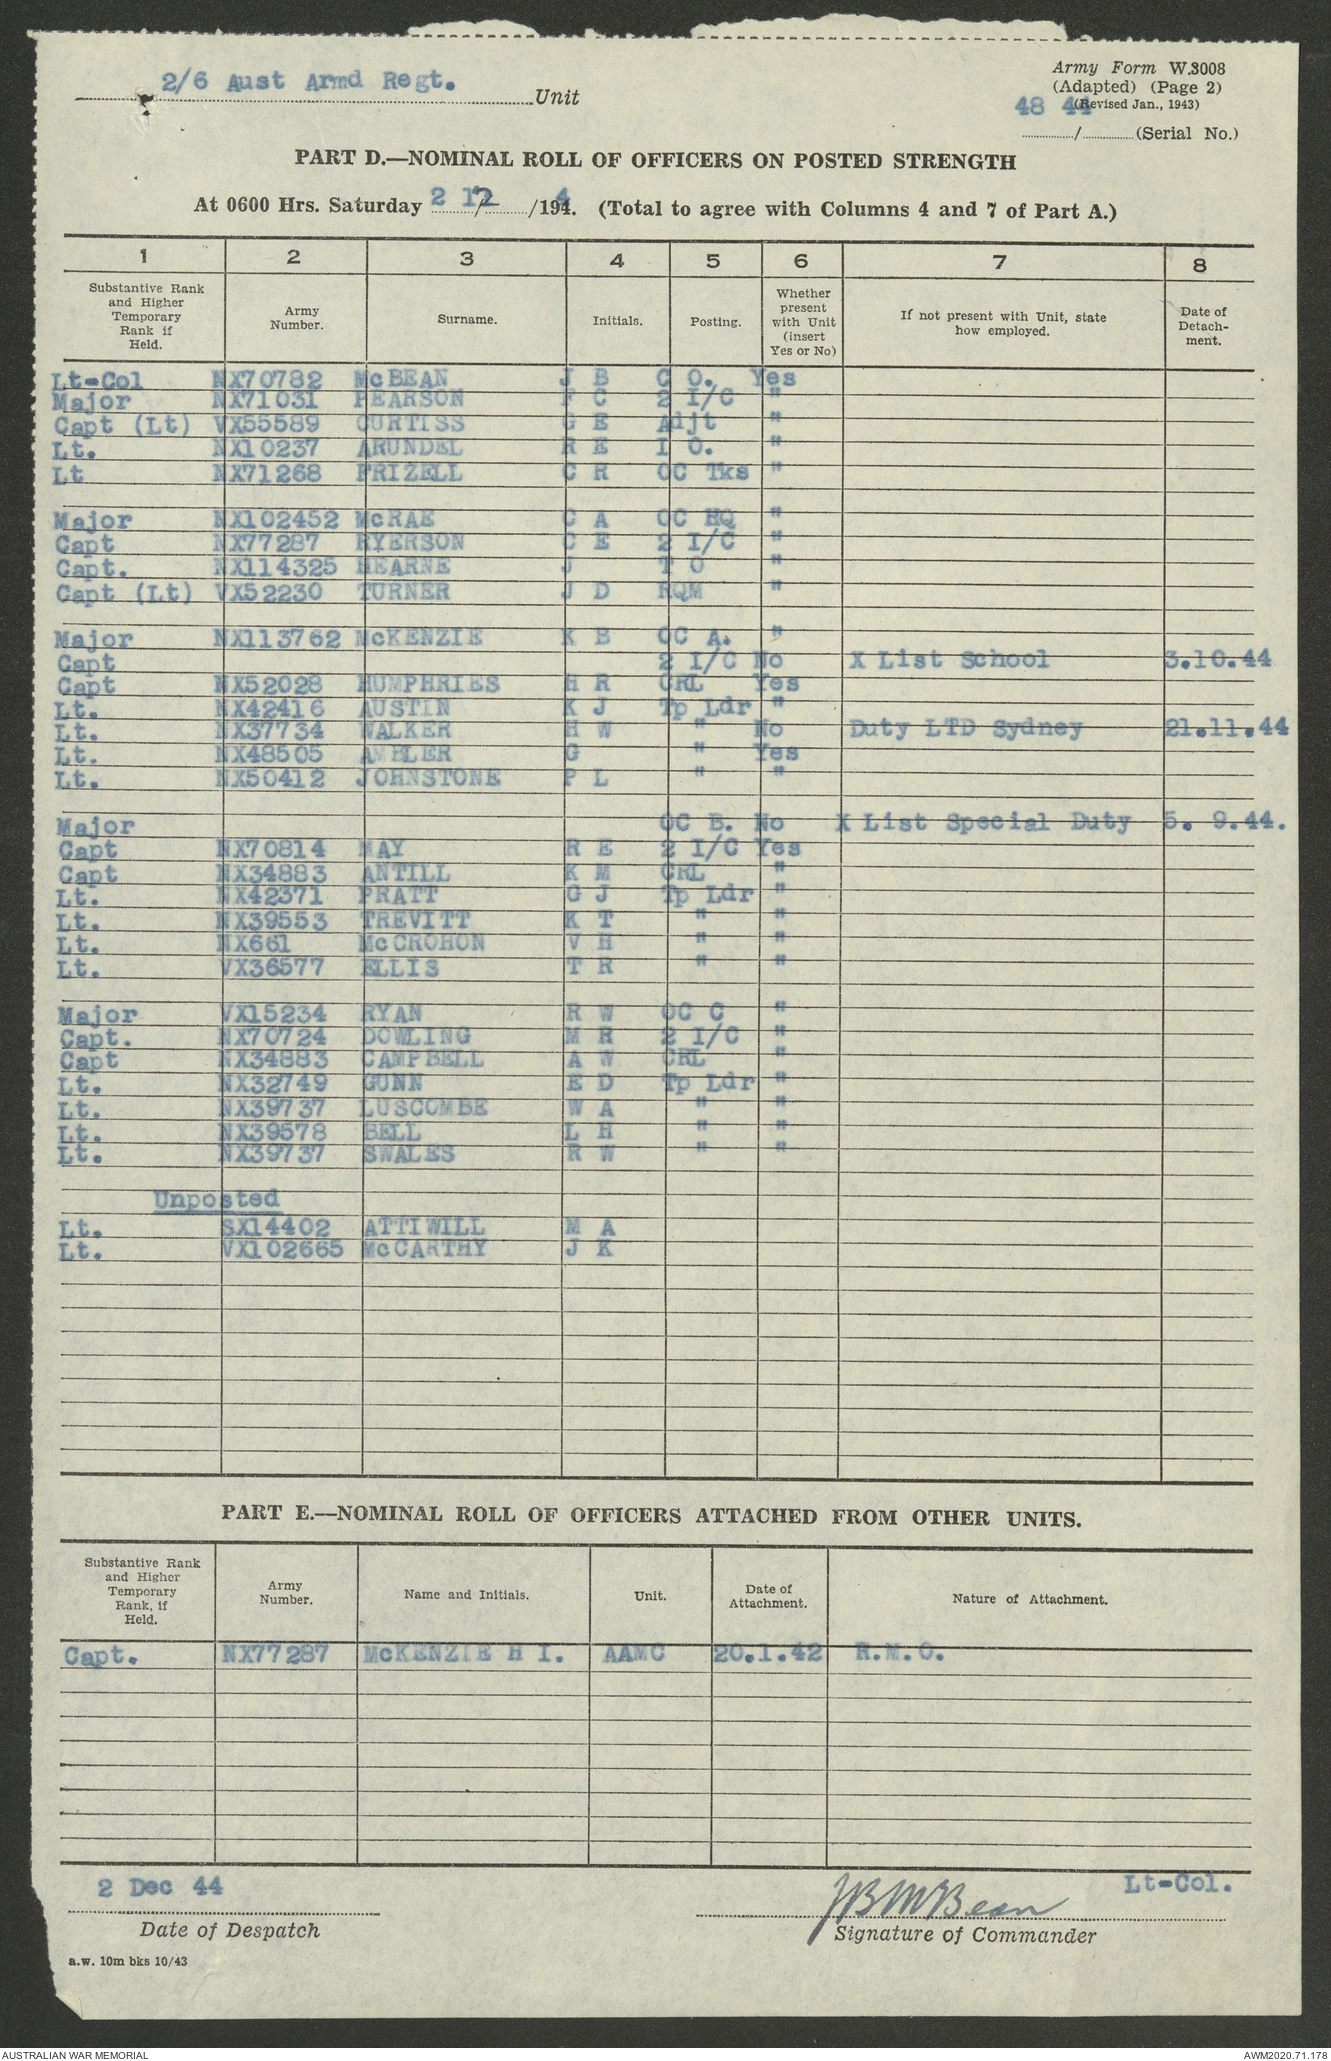 2/6 Aust Armd Regt. Unit
Army Form W.3008
(Adapted) (Page 2)
(Revised Jan., 1943)
48 44 / (Serial No.)
PART D.—NOMINAL ROLL OF OFFICERS ON POSTED STRENGTH
At 0600 Hrs. Saturday 2 / 12 /1944. (Total to agree with Columns 4 and 7 of Part A.)
1 2 3 4 5 6 7 8
Substantive Rank and Higher Temporary Rank if Held. Army Number. Surname. Initials. Posting. Whether present with Unit (insert Yes or No) If not present with Unit, state how employed. Date of Detach-ment.
Lt-Col NX70782 McBEAN J B C O. Yes
Major NX71031 PEARSON F C 2 I/C "
Capt (Lt) VX55589 CURTISS G E Adjt "
Lt. NX10237 ARUNDEL R E I O. "
Lt NX71268 FRIZELL C R OC Tks "
Major NX102452 McRAE C A OC HQ "
Capt NX77287 RYERSON C E 2 I/C "
Capt. NX114325 HEARNE J T O "
Capt (Lt) VX52230 TURNER J D RQM "
Major NX113762 McKENZIE K B OC A. "
Capt 2 I/C No X List School 3.10.44
Capt NX52028 HUMPHRIES H R CRL Yes
Lt. NX42416 AUSTIN K J Tp Ldr "
Lt. NX37734 WALKER H W " No Duty LTD Sydney 21.11.44
Lt. NX48505 AMBLER G " Yes
Lt. NX50412 JOHNSTONE P L " "
Major OC B. No X List Special Duty 5. 9.44.
Capt NX70814 MAY R E 2 I/C Yes
Capt NX34883 ANTILL K M CRL "
Lt. NX42371 PRATT G J Tp Ldr "
Lt. NX39553 TREVITT K T " "
Lt. NX661 McCROHON V H " "
Lt. VX36577 ELLIS T R " "
Major VX15234 RYAN R W OC C "
Capt. NX70724 DOWLING M R 2 I/C "
Capt NX34883 CAMPBELL A W CRL "
Lt. NX32749 GUNN E D Tp Ldr "
Lt. NX39737 LUSCOMBE W A " "
Lt. NX39578 BELL L H " "
Lt. NX39737 SWALES R W " "
Unposted
Lt. SX14402 ATTIWILL M A
Lt. VX102665 McCARTHY J K
PART E.—NOMINAL ROLL OF OFFICERS ATTACHED FROM OTHER UNITS.
Substantive Rank and Higher Temporary Rank, if Held. Army Number. Name and Initials. Unit. Date of Attachment. Nature of Attachment.
Capt. NX77287 McKENZIE H I. AAMC 20.1.42 R.M.O.
2 Dec 44 JBMcBean Lt-Col.
Date of Despatch Signature of Commander
a.w. 10m bks 10/43
AUSTRALIAN WAR MEMORIAL AWM2020.71.178